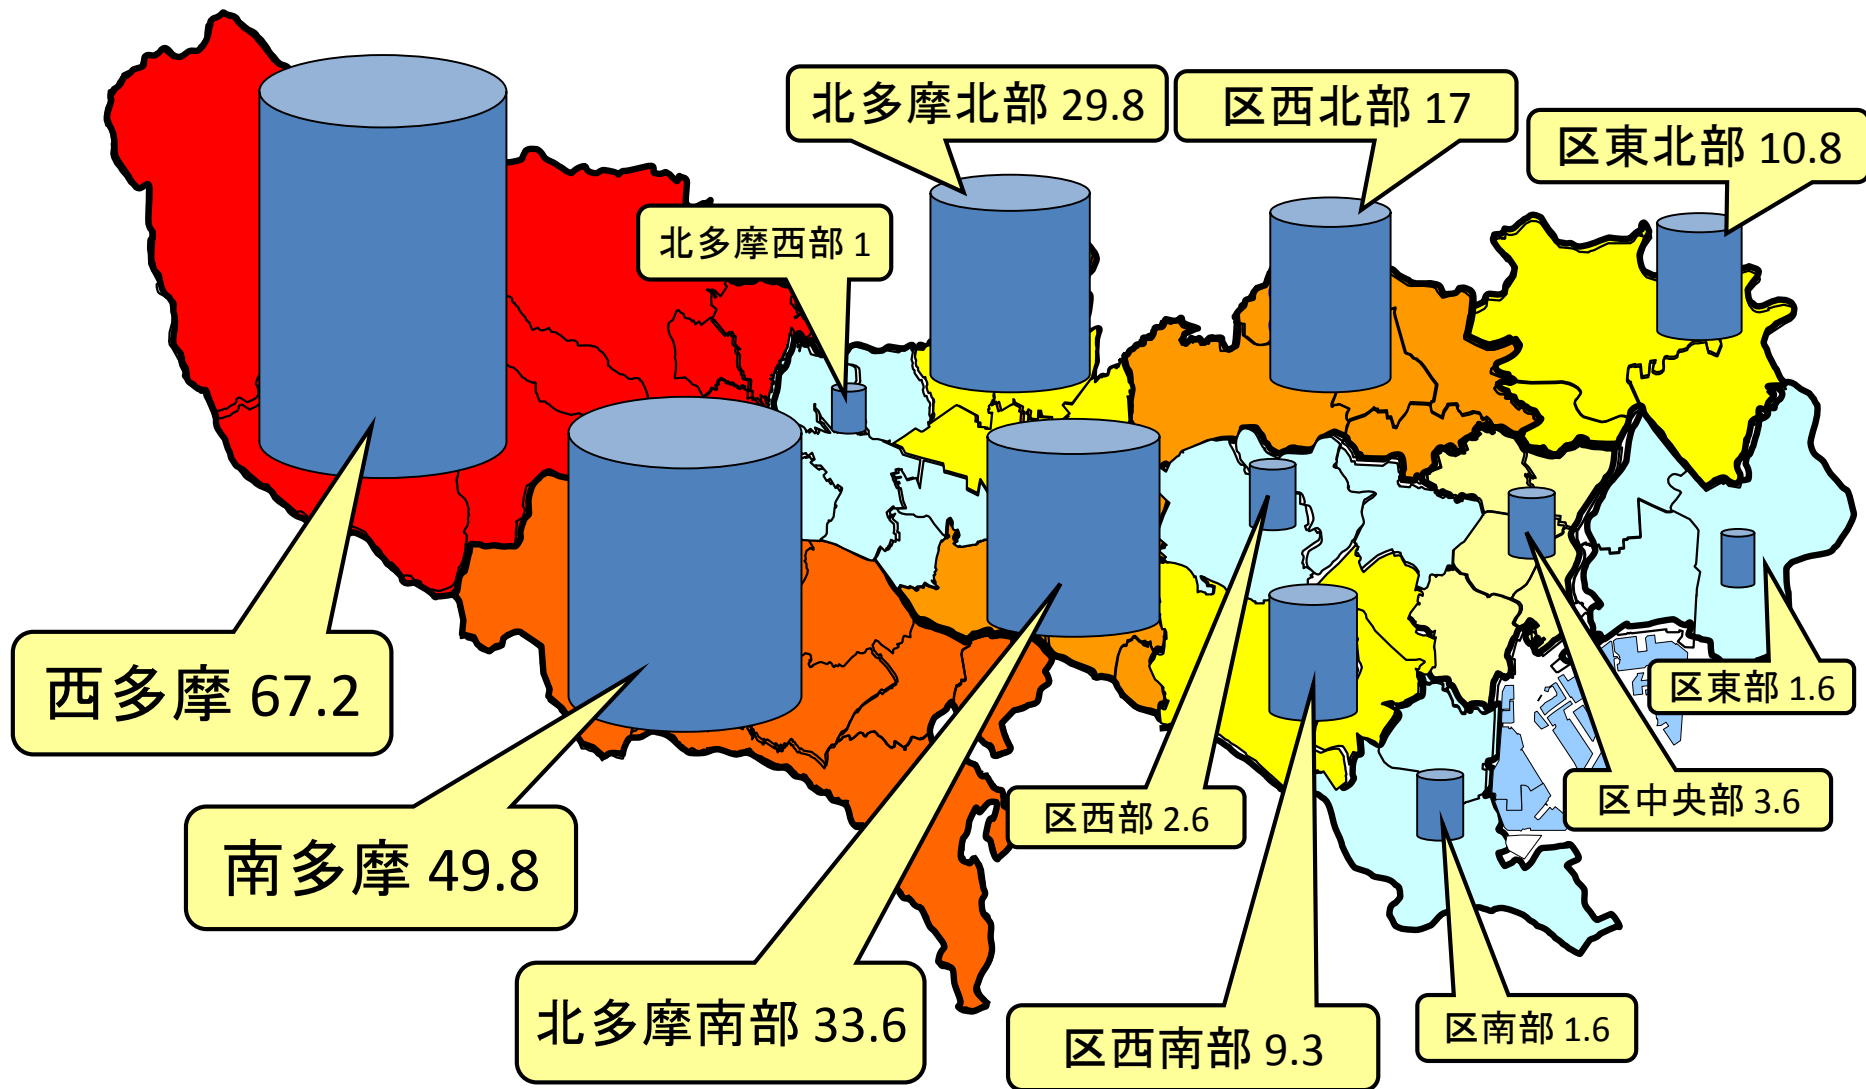 北多摩北部 29.8
区西北部 17
区東北部 10.8
北多摩西部 1
西多摩 67.2
区東部 1.6
区中央部 3.6
区西部 2.6
南多摩 49.8
北多摩南部 33.6
区西南部 9.3
区南部 1.6